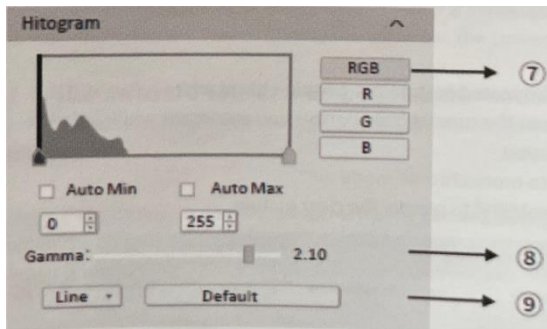 Hitogram
RGB ⑦
R
G
B
Auto Min Auto Max
0 255
Gamma: 2.10 ⑧
Line Default ⑨